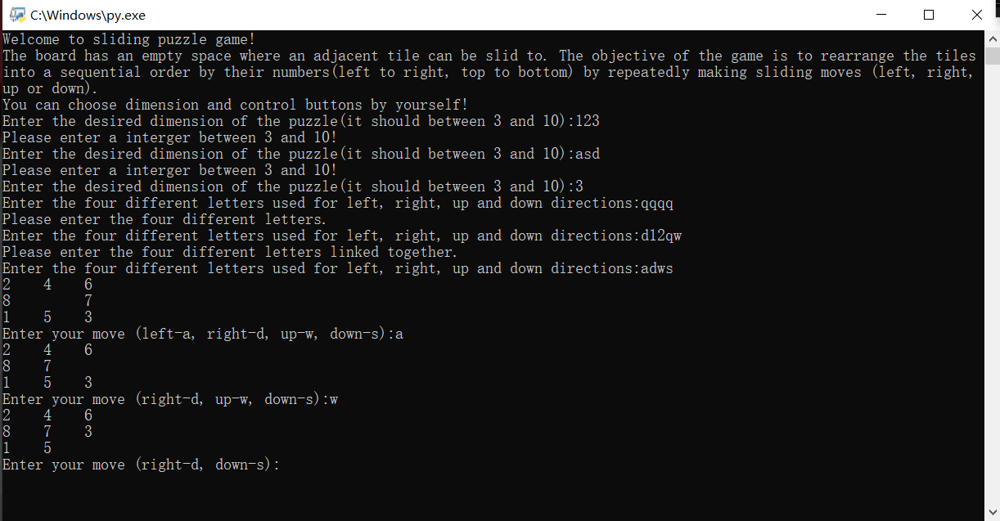 C:\Windows\py.exe
Welcome to sliding puzzle game!
The board has an empty space where an adjacent tile can be slid to. The objective of the game is to rearrange the tiles
into a sequential order by their numbers(left to right, top to bottom) by repeatedly making sliding moves (left, right,
up or down).
You can choose dimension and control buttons by yourself!
Enter the desired dimension of the puzzle(it should between 3 and 10):123
Please enter a interger between 3 and 10!
Enter the desired dimension of the puzzle(it should between 3 and 10):asd
Please enter a interger between 3 and 10!
Enter the desired dimension of the puzzle(it should between 3 and 10):3
Enter the four different letters used for left, right, up and down directions:qqqq
Please enter the four different letters.
Enter the four different letters used for left, right, up and down directions:dl2qw
Please enter the four different letters linked together.
Enter the four different letters used for left, right, up and down directions:adws
2    4    6
8         7
1    5    3
Enter your move (left-a, right-d, up-w, down-s):a
2    4    6
8    7
1    5    3
Enter your move (right-d, up-w, down-s):w
2    4    6
8    7    3
1    5
Enter your move (right-d, down-s):